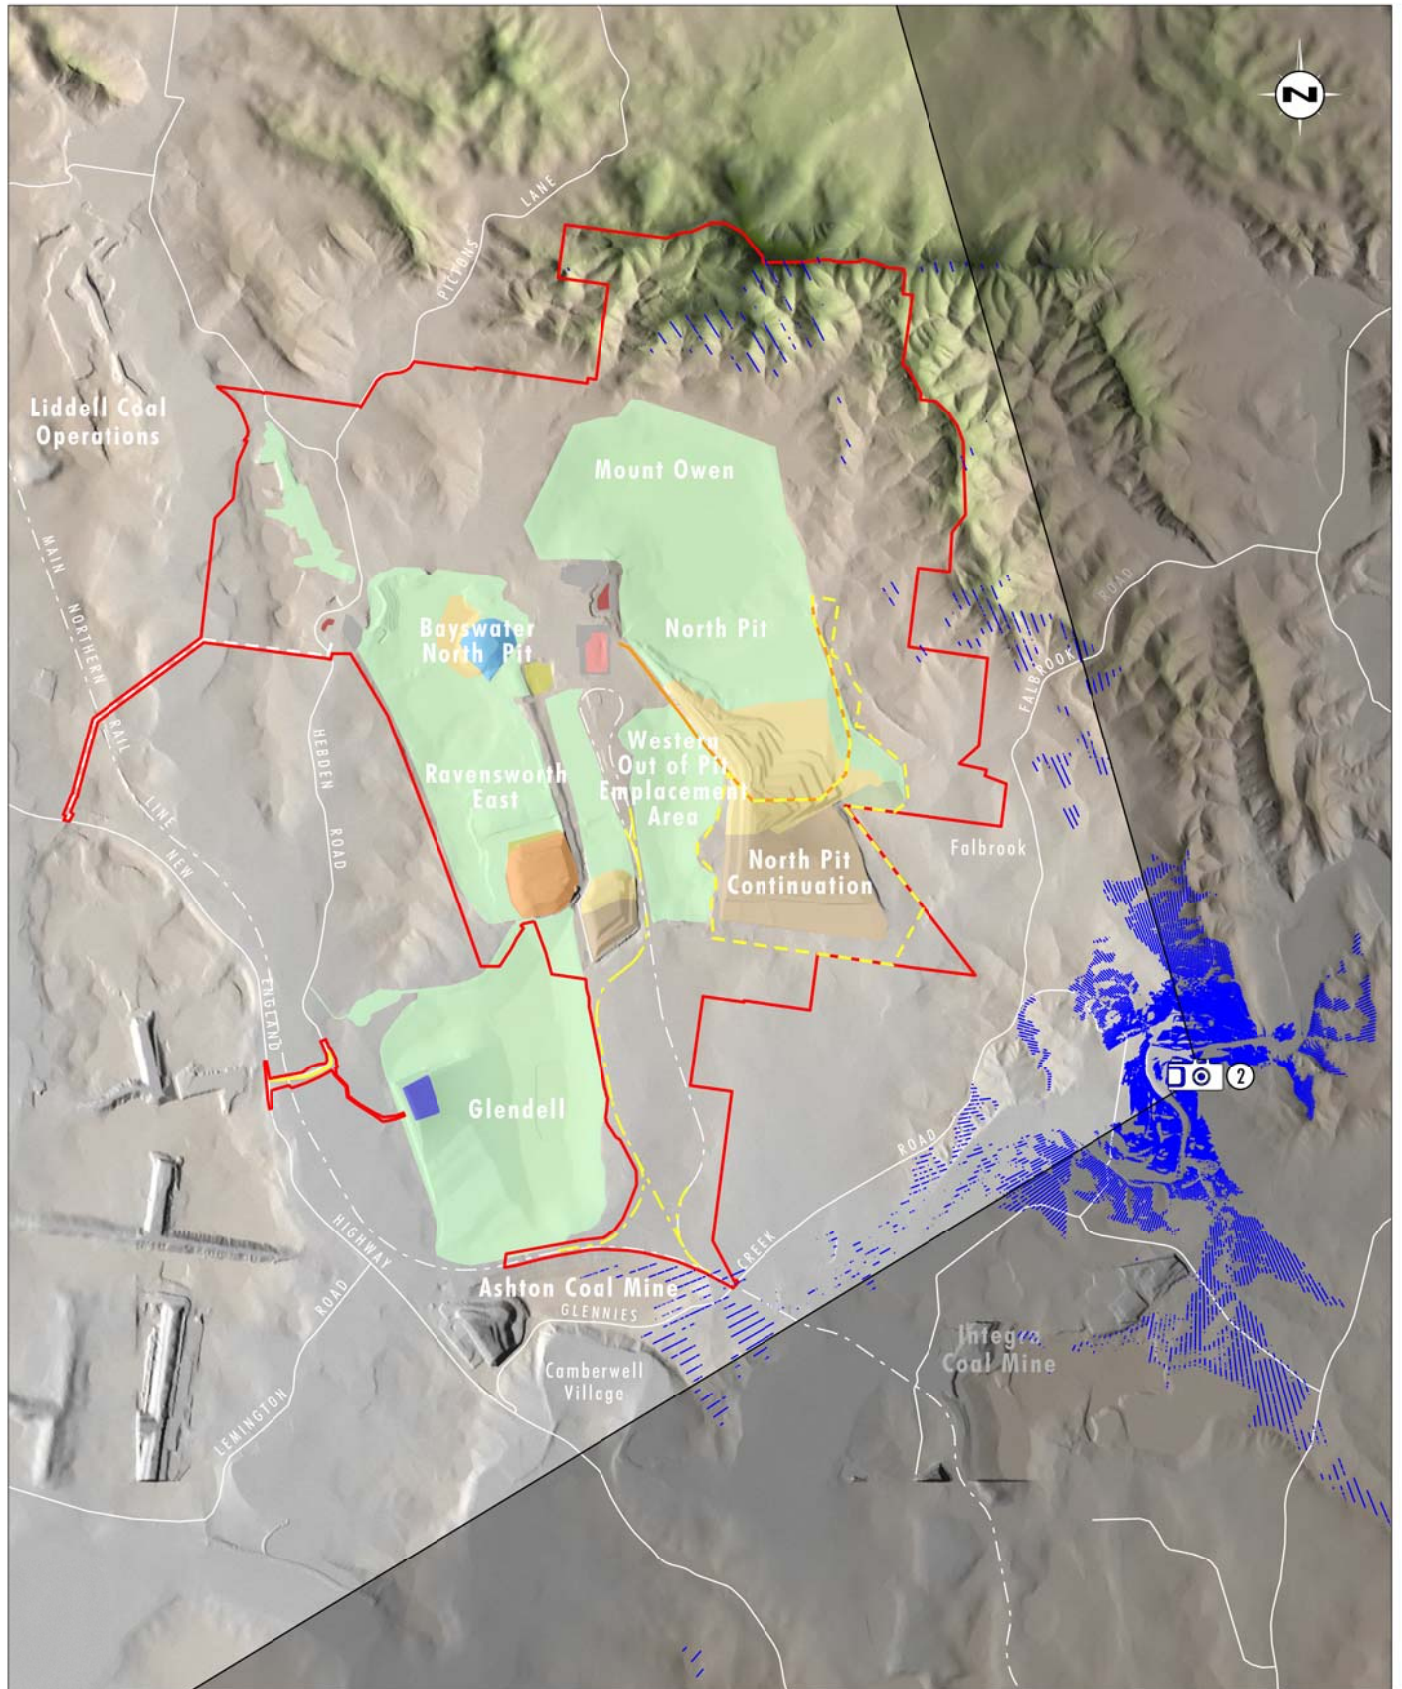 N
PICTONS
LANE
Liddell Coal
Operations
Mount Owen
MAIN
NORTHERN
RAIL
LINE
NEW
ENGLAND
HIGHWAY
Bayswater
North Pit
North Pit
ROAD
FALBROOK
HEBDEN
ROAD
Ravensworth
East
Western
Out of Pit
Emplacement
Area
North Pit
Continuation
Falbrook
2
Glendell
ROAD
CREEK
GLENNIES
Ashton Coal Mine
Camberwell
Village
Integra
Coal Mine
ROAD
LEMINGTON